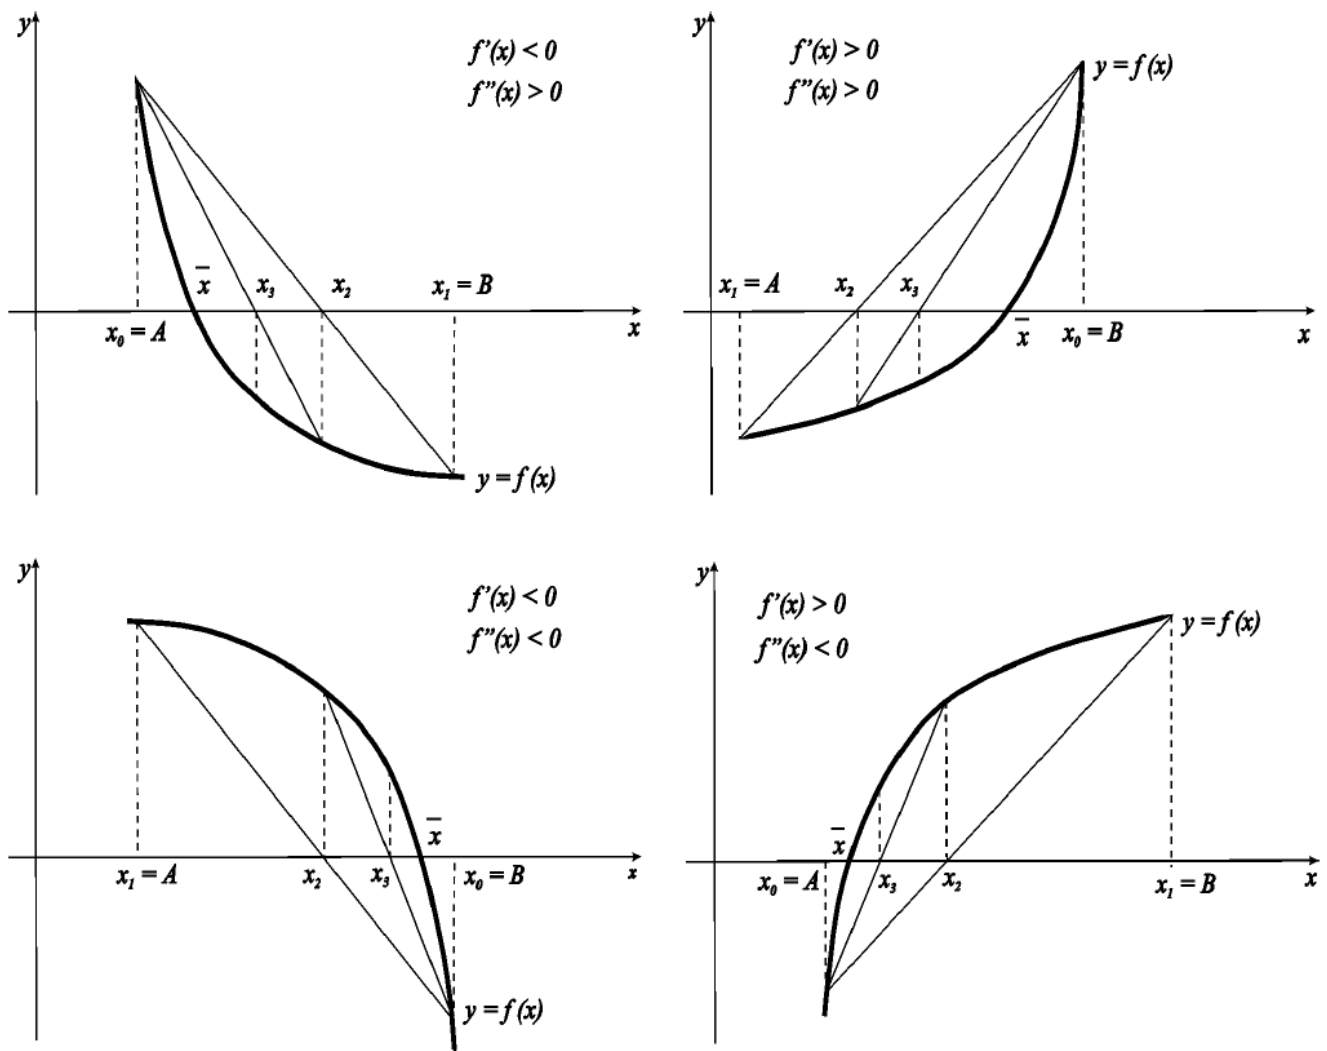 y
f'(x) < 0
f''(x) > 0
x̄
x₃
x₂
x₁ = B
x₀ = A
x
y = f(x)
y
f'(x) > 0
f''(x) > 0
y = f(x)
x₁ = A
x₂
x₃
x̄
x₀ = B
x
y
f'(x) < 0
f''(x) < 0
x̄
x₁ = A
x₂
x₃
x₀ = B
x
y = f(x)
y
f'(x) > 0
f''(x) < 0
y = f(x)
x̄
x₀ = A
x₃
x₂
x₁ = B
x